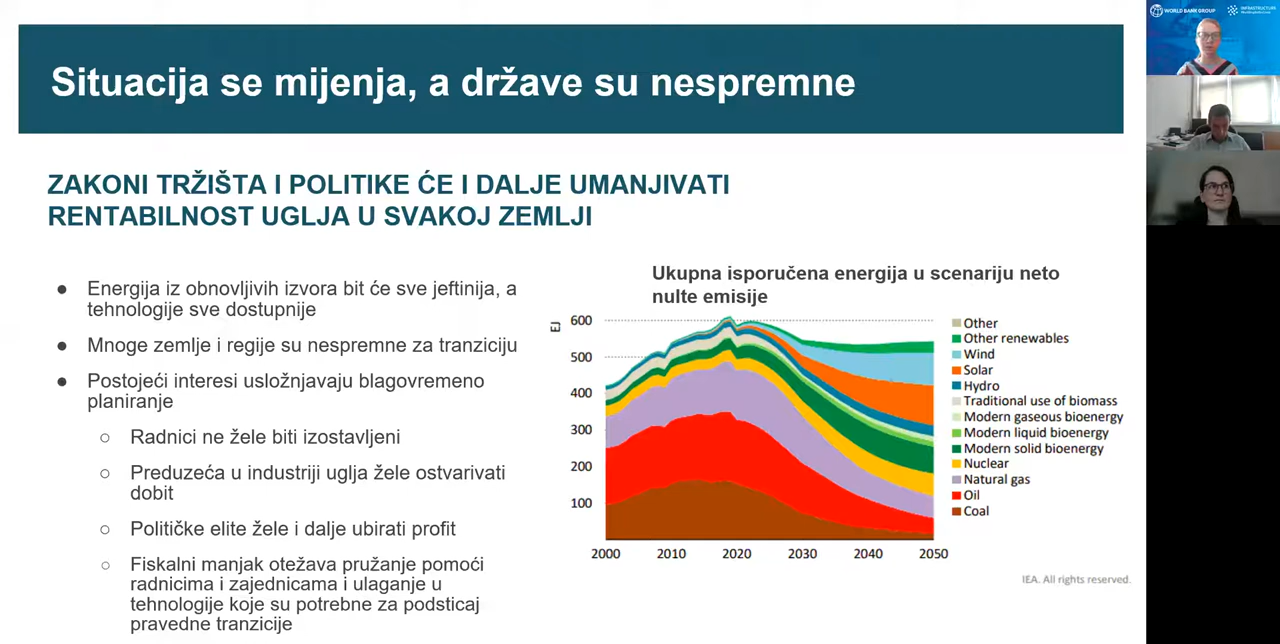 Situacija se mijenja, a države su nespremne
ZAKONI TRŽIŠTA I POLITIKE ĆE I DALJE UMANJIVATI
RENTABILNOST UGLJA U SVAKOJ ZEMLJI
● Energija iz obnovljivih izvora bit će sve jeftinija, a
tehnologije sve dostupnije
● Mnoge zemlje i regije su nespremne za tranziciju
● Postojeći interesi usložnjavaju blagovremeno
planiranje
○ Radnici ne žele biti izostavljeni
○ Preduzeća u industriji uglja žele ostvarivati
dobit
○ Političke elite žele i dalje ubirati profit
○ Fiskalni manjak otežava pružanje pomoći
radnicima i zajednicama i ulaganje u
tehnologije koje su potrebne za podsticaj
pravedne tranzicije
Ukupna isporučena energija u scenariju neto
nulte emisije
EJ
600
500
400
300
200
100
2000 2010 2020 2030 2040 2050
Other
Other renewables
Wind
Solar
Hydro
Traditional use of biomass
Modern gaseous bioenergy
Modern liquid bioenergy
Modern solid bioenergy
Nuclear
Natural gas
Oil
Coal
IEA. All rights reserved.
WORLD BANK GROUP